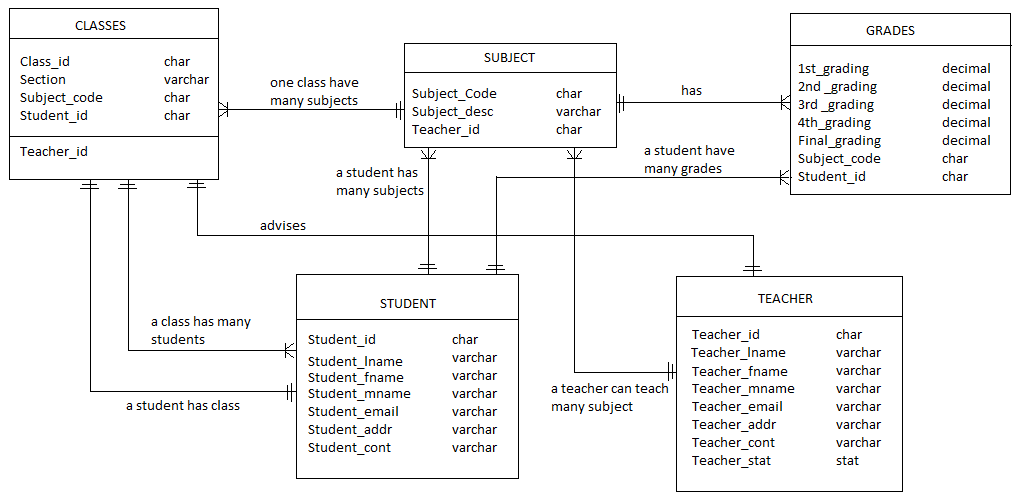 CLASSES
Class_id char
Section varchar
Subject_code char
Student_id char
Teacher_id
one class have
many subjects
SUBJECT
Subject_Code char
Subject_desc varchar
Teacher_id char
has
GRADES
1st_grading decimal
2nd _grading decimal
3rd _grading decimal
4th_grading decimal
Final_grading decimal
Subject_code char
Student_id char
a student has
many subjects
a student have
many grades
advises
a class has many
students
a student has class
STUDENT
Student_id char
Student_lname varchar
Student_fname varchar
Student_mname varchar
Student_email varchar
Student_addr varchar
Student_cont varchar
a teacher can teach
many subject
TEACHER
Teacher_id char
Teacher_lname varchar
Teacher_fname varchar
Teacher_mname varchar
Teacher_email varchar
Teacher_addr varchar
Teacher_cont varchar
Teacher_stat stat